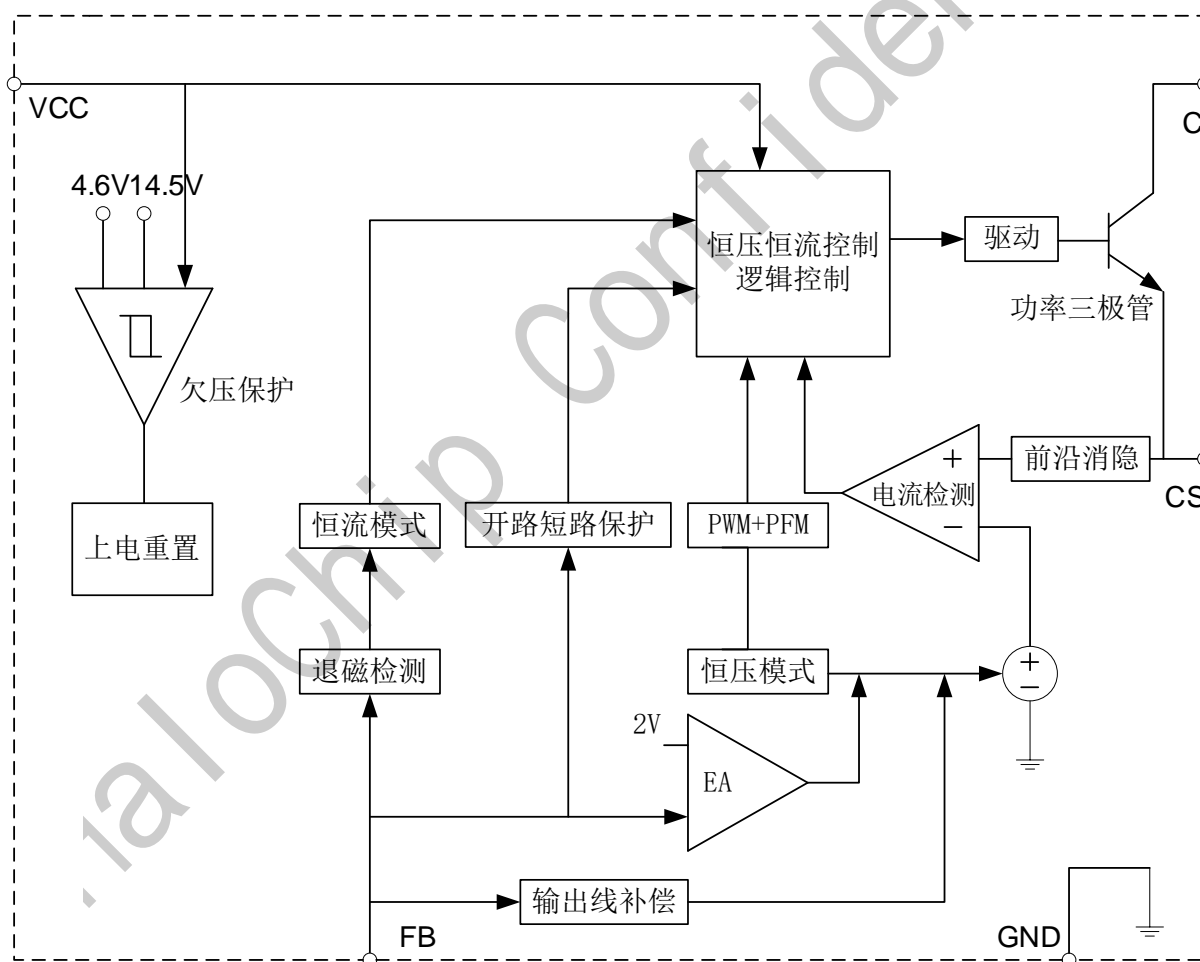 VCC
C
4.6V14.5V
恒压恒流控制
逻辑控制
驱动
功率三极管
欠压保护
+
前沿消隐
电流检测
CS
−
恒流模式
开路短路保护
PWM+PFM
上电重置
退磁检测
恒压模式
+
−
2V
EA
输出线补偿
FB
GND
aloChip Confiden